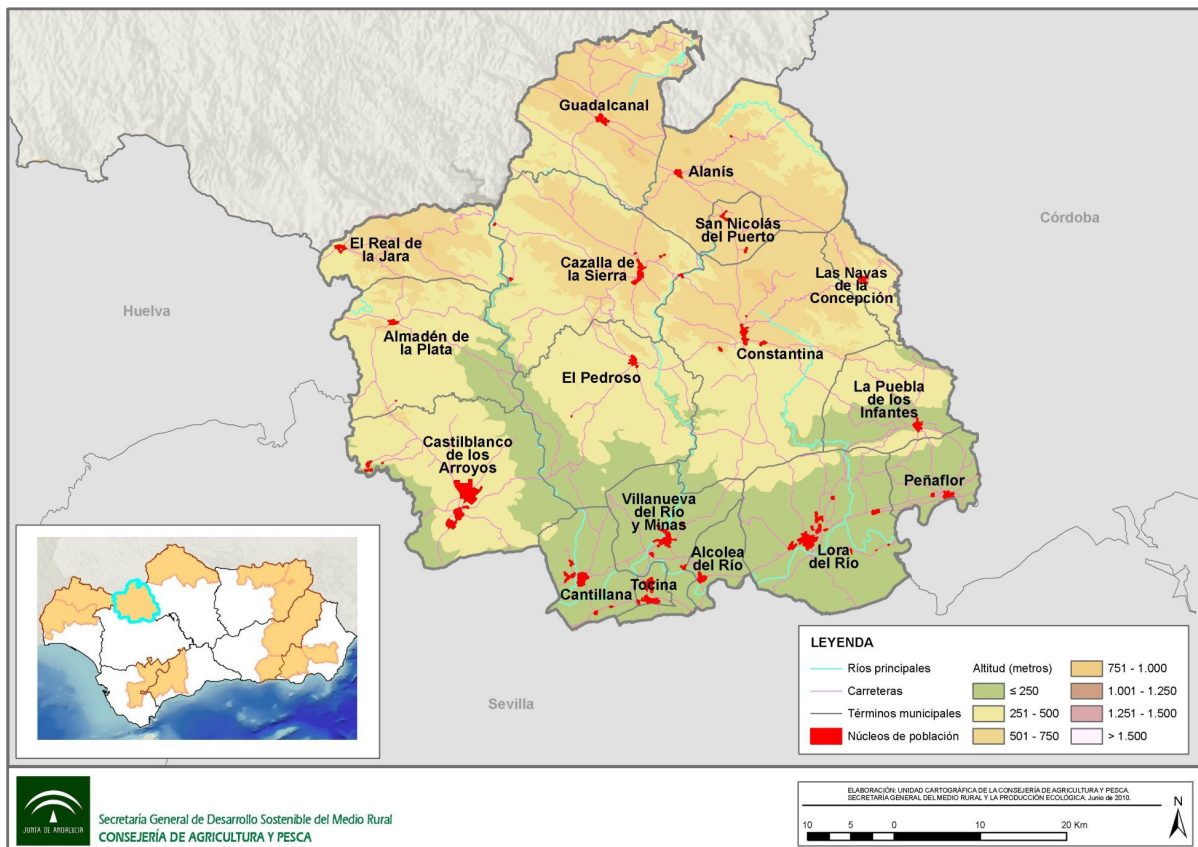 Guadalcanal
Alanís
San Nicolás
del Puerto
Córdoba
El Real de
la Jara
Cazalla de
la Sierra
Las Navas
de la
Concepción
Huelva
Almadén de
la Plata
Constantina
El Pedroso
La Puebla
de los
Infantes
Castilblanco
de los
Arroyos
Peñaflor
Villanueva
del Río
y Minas
Alcolea
del Río
Lora
del Río
Tocina
Cantillana
Sevilla
LEYENDA
Ríos principales
Carreteras
Términos municipales
Núcleos de población
Altitud (metros)
≤ 250
251 - 500
501 - 750
751 - 1.000
1.001 - 1.250
1.251 - 1.500
> 1.500
JUNTA DE ANDALUCIA
Secretaría General de Desarrollo Sostenible del Medio Rural
CONSEJERÍA DE AGRICULTURA Y PESCA
ELABORACIÓN: UNIDAD CARTOGRÁFICA DE LA CONSEJERÍA DE AGRICULTURA Y PESCA.
SECRETARÍA GENERAL DEL MEDIO RURAL Y LA PRODUCCIÓN ECOLÓGICA. Junio de 2010.
10 5 0 10 20 Km
N